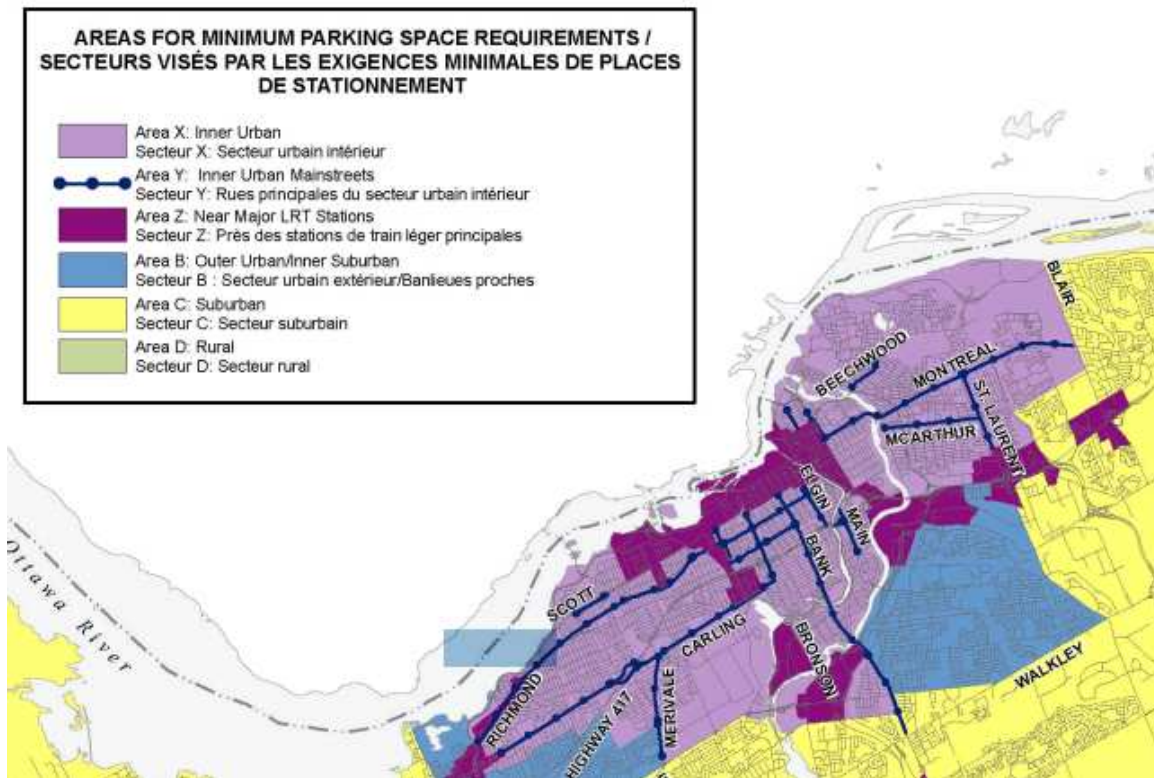 AREAS FOR MINIMUM PARKING SPACE REQUIREMENTS /
SECTEURS VISÉS PAR LES EXIGENCES MINIMALES DE PLACES
DE STATIONNEMENT
Area X: Inner Urban
Secteur X: Secteur urbain intérieur
Area Y: Inner Urban Mainstreets
Secteur Y: Rues principales du secteur urbain intérieur
Area Z: Near Major LRT Stations
Secteur Z: Près des stations de train léger principales
Area B: Outer Urban/Inner Suburban
Secteur B : Secteur urbain extérieur/Banlieues proches
Area C: Suburban
Secteur C: Secteur suburbain
Area D: Rural
Secteur D: Secteur rural
BLAIR
BEECHWOOD
MONTREAL
ST. LAURENT
MCARTHUR
ELGIN
MAIN
BANK
Ottawa River
SCOTT
CARLING
BRONSON
WALKLEY
RICHMOND
HIGHWAY 417
MERIVALE